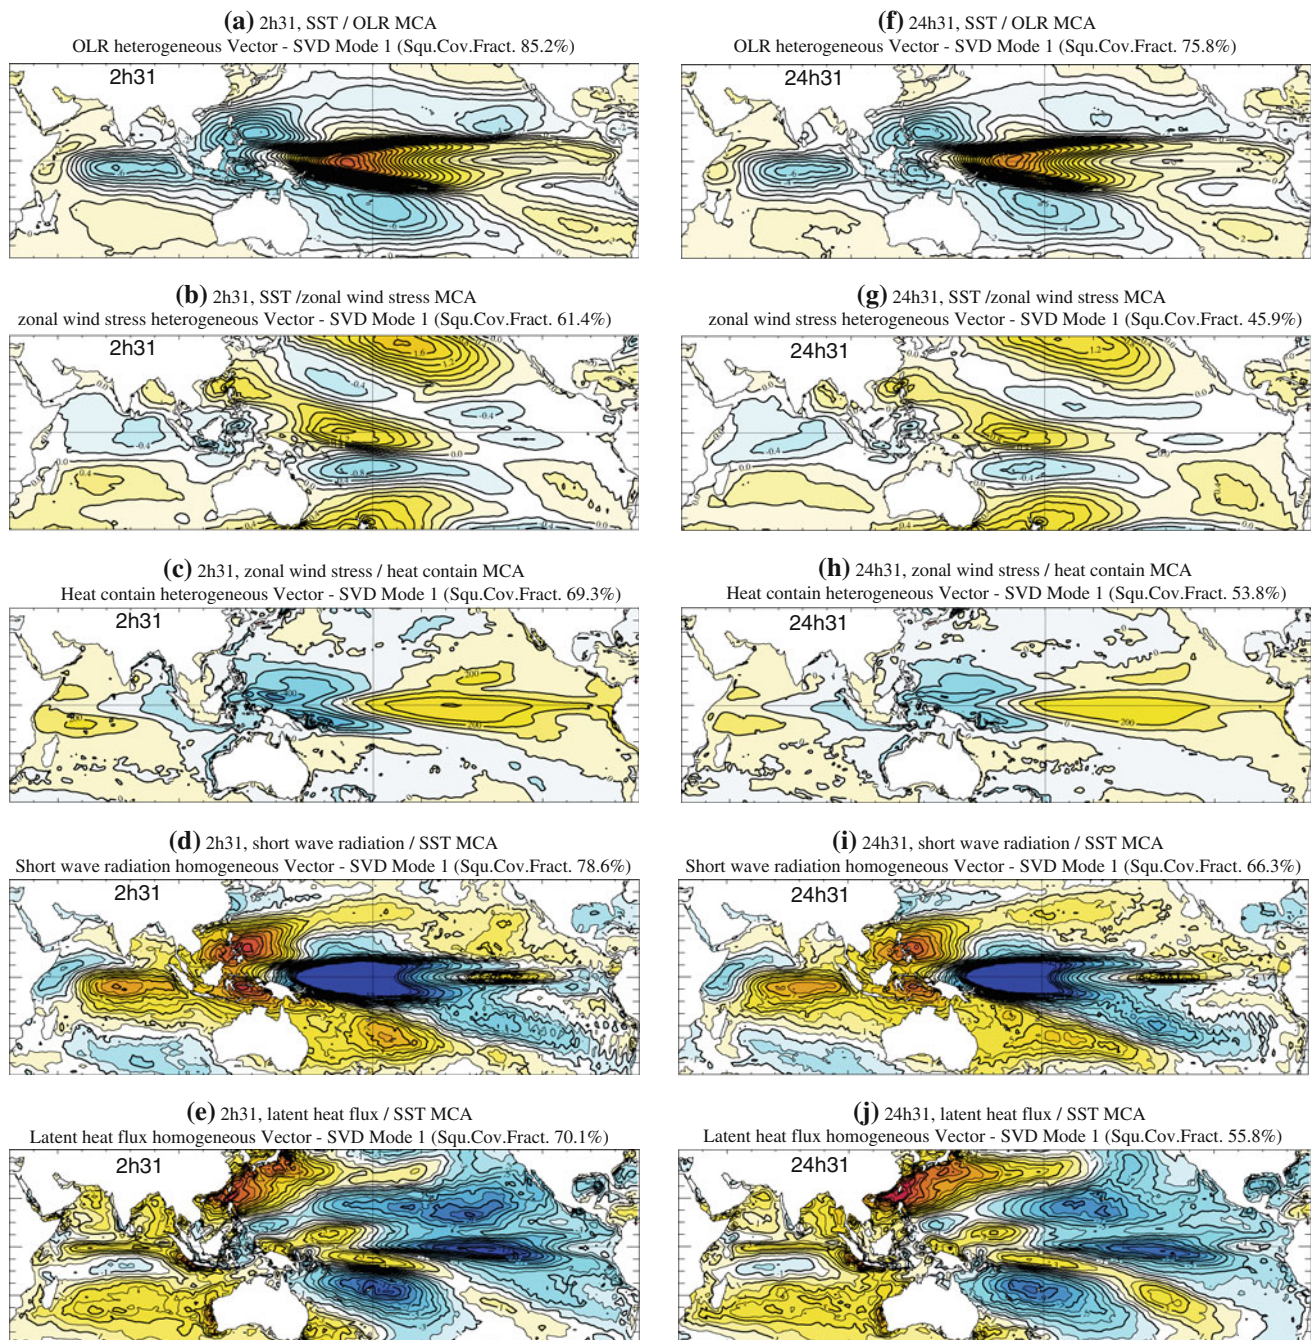 (a) 2h31, SST / OLR MCA
OLR heterogeneous Vector - SVD Mode 1 (Squ.Cov.Fract. 85.2%)
2h31
(b) 2h31, SST /zonal wind stress MCA
zonal wind stress heterogeneous Vector - SVD Mode 1 (Squ.Cov.Fract. 61.4%)
2h31
(c) 2h31, zonal wind stress / heat contain MCA
Heat contain heterogeneous Vector - SVD Mode 1 (Squ.Cov.Fract. 69.3%)
2h31
(d) 2h31, short wave radiation / SST MCA
Short wave radiation homogeneous Vector - SVD Mode 1 (Squ.Cov.Fract. 78.6%)
2h31
(e) 2h31, latent heat flux / SST MCA
Latent heat flux homogeneous Vector - SVD Mode 1 (Squ.Cov.Fract. 70.1%)
2h31
(f) 24h31, SST / OLR MCA
OLR heterogeneous Vector - SVD Mode 1 (Squ.Cov.Fract. 75.8%)
24h31
(g) 24h31, SST /zonal wind stress MCA
zonal wind stress heterogeneous Vector - SVD Mode 1 (Squ.Cov.Fract. 45.9%)
24h31
(h) 24h31, zonal wind stress / heat contain MCA
Heat contain heterogeneous Vector - SVD Mode 1 (Squ.Cov.Fract. 53.8%)
24h31
(i) 24h31, short wave radiation / SST MCA
Short wave radiation homogeneous Vector - SVD Mode 1 (Squ.Cov.Fract. 66.3%)
24h31
(j) 24h31, latent heat flux / SST MCA
Latent heat flux homogeneous Vector - SVD Mode 1 (Squ.Cov.Fract. 55.8%)
24h31